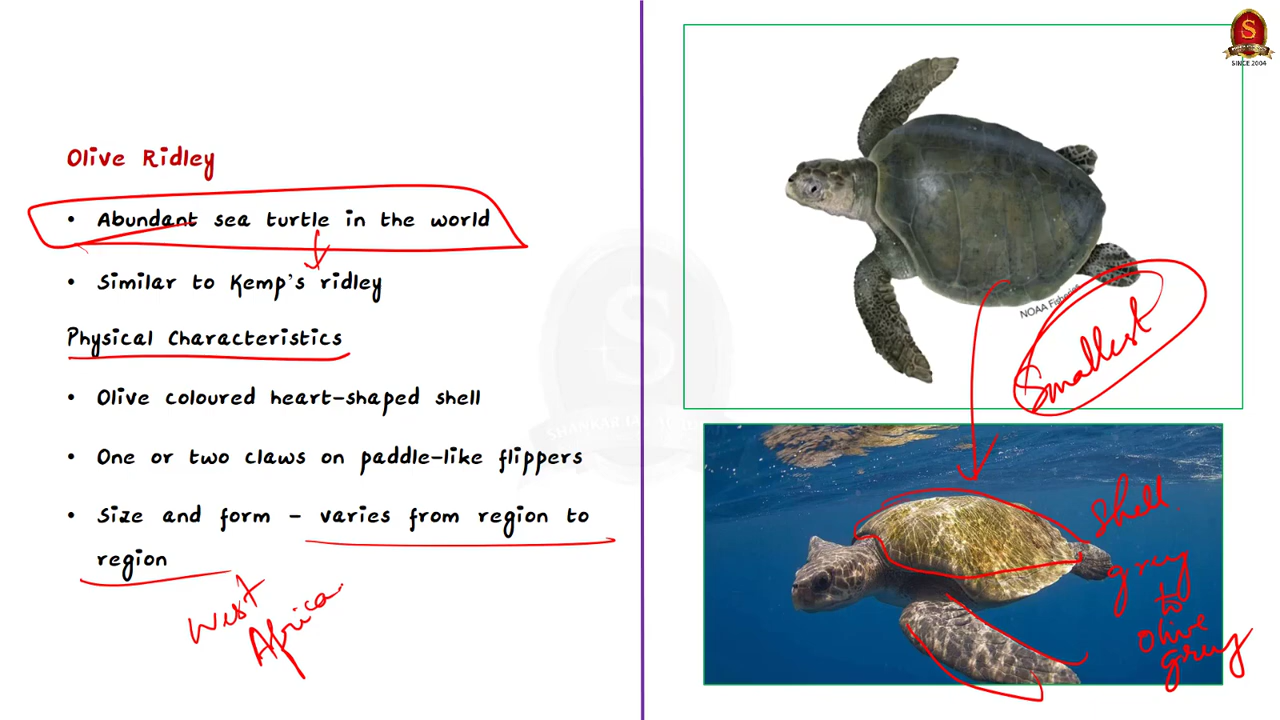 Olive Ridley
• Abundant sea turtle in the world
• Similar to Kemp's ridley
Physical Characteristics
• Olive coloured heart-shaped shell
• One or two claws on paddle-like flippers
• Size and form - varies from region to
region
West
Africa
S
SINCE 2004
NOAA Fisheries
Smallest
Shell
grey
to
Olive
grey